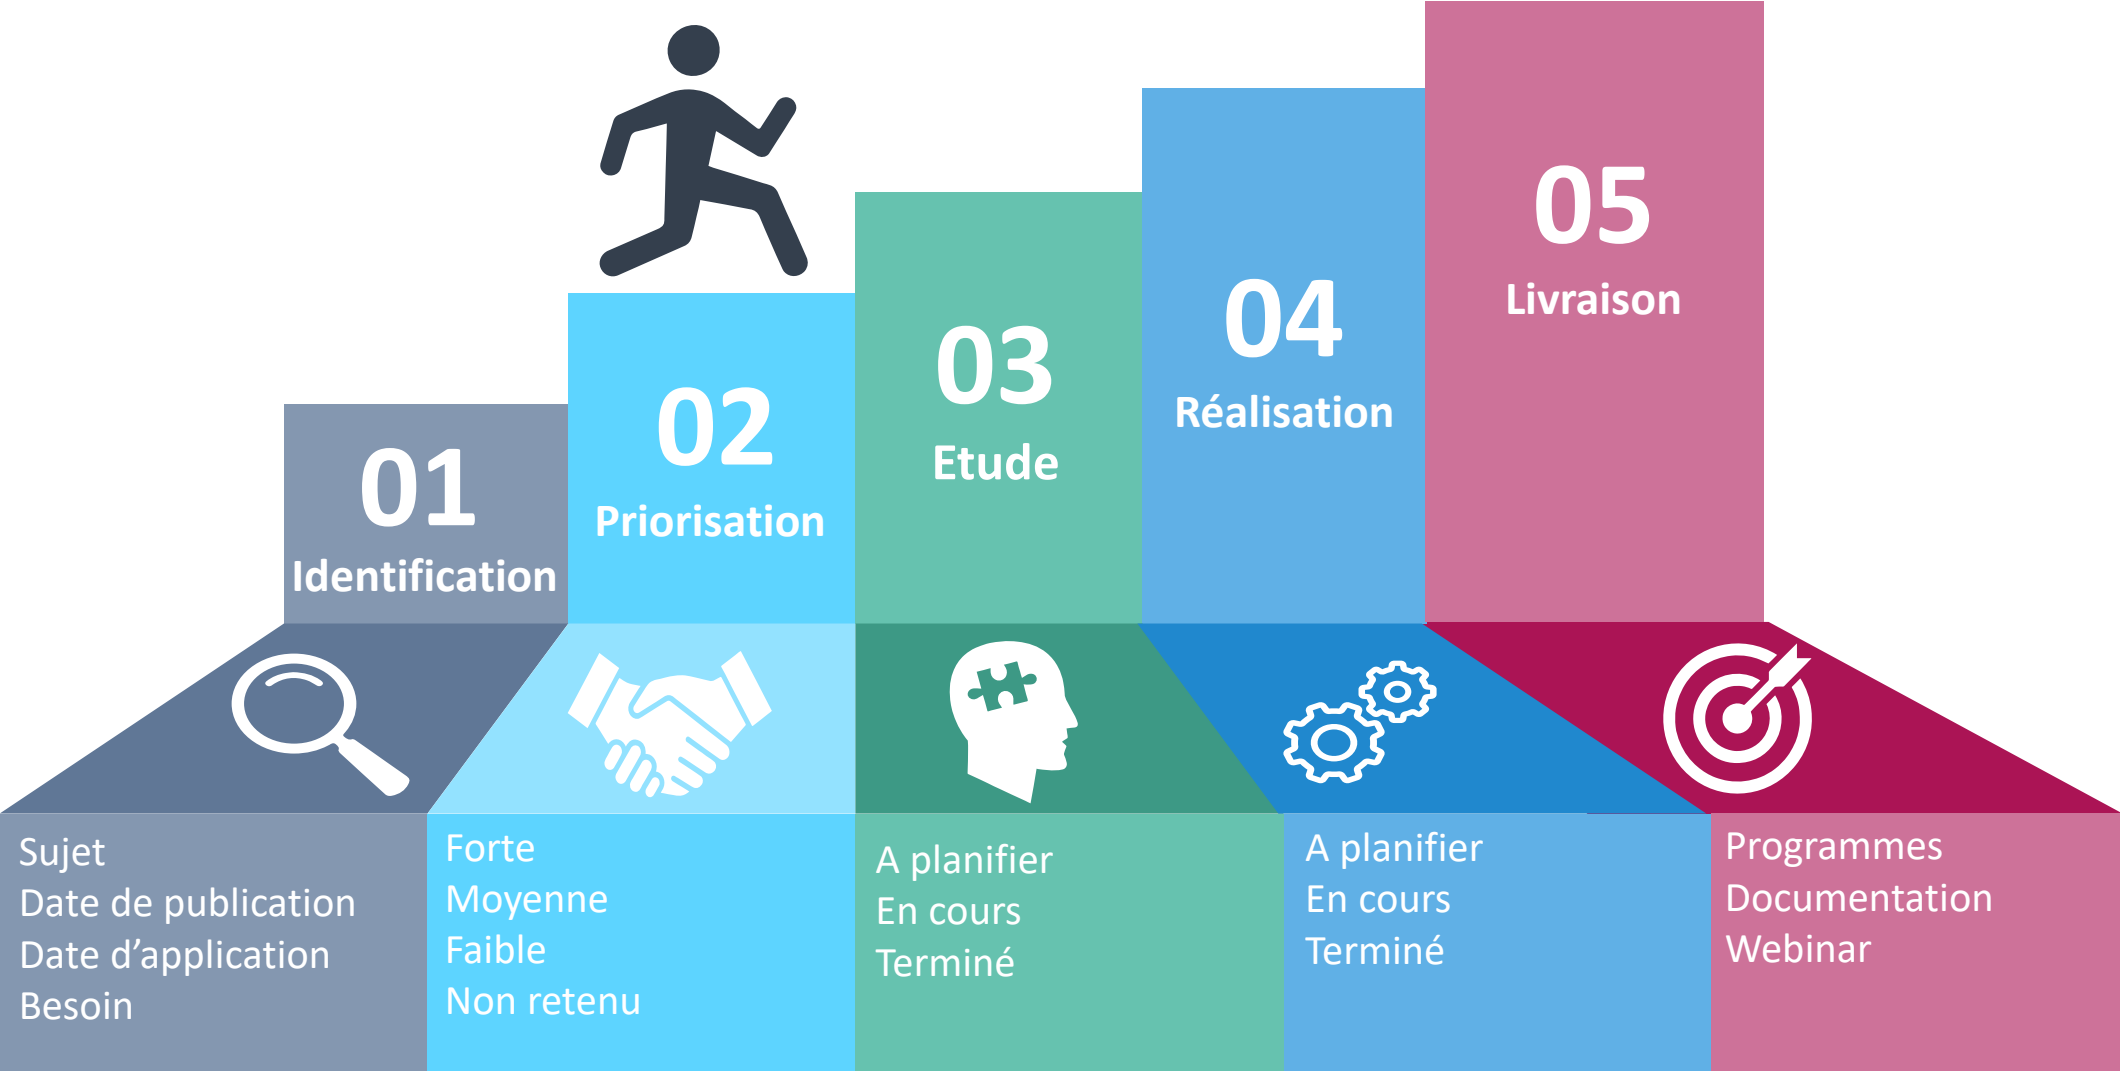 01
Identification
02
Priorisation
03
Etude
04
Réalisation
05
Livraison
Sujet
Date de publication
Date d’application
Besoin
Forte
Moyenne
Faible
Non retenu
A planifier
En cours
Terminé
A planifier
En cours
Terminé
Programmes
Documentation
Webinar